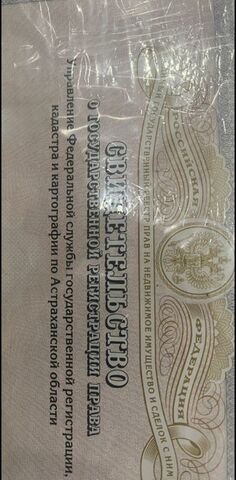 РОССИЙСКАЯ ФЕДЕРАЦИЯ
ЕДИНЫЙ ГОСУДАРСТВЕННЫЙ РЕЕСТР ПРАВ НА НЕДВИЖИМОЕ ИМУЩЕСТВО И СДЕЛОК С НИМ
СВИДЕТЕЛЬСТВО
О ГОСУДАРСТВЕННОЙ РЕГИСТРАЦИИ ПРАВА
Управление Федеральной службы государственной регистрации,
кадастра и картографии по Астраханской области